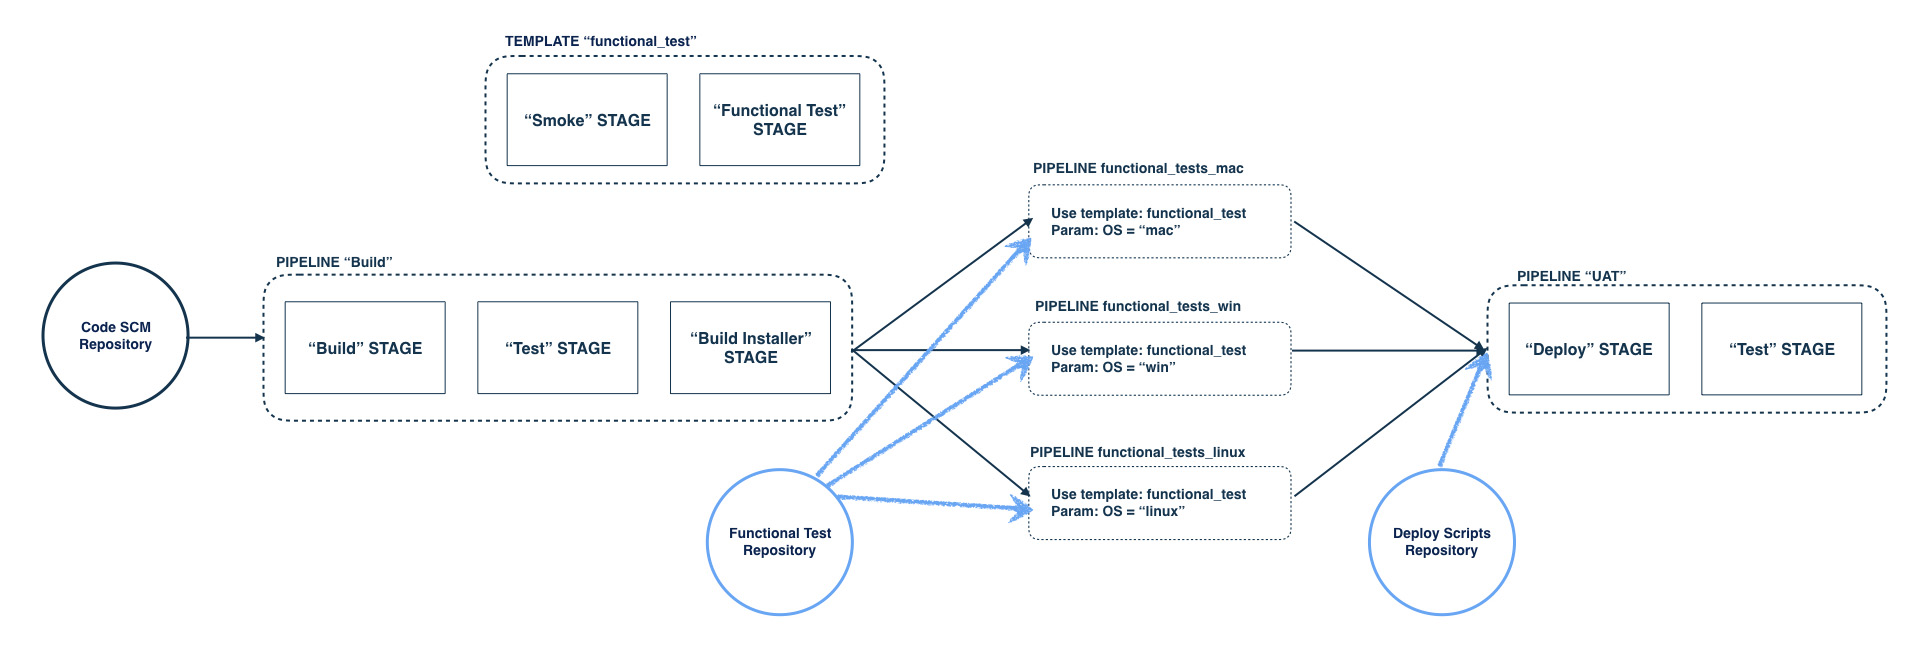 TEMPLATE “functional_test”
“Smoke” STAGE
“Functional Test”
STAGE
Code SCM
Repository
PIPELINE “Build”
“Build” STAGE
“Test” STAGE
“Build Installer”
STAGE
PIPELINE functional_tests_mac
Use template: functional_test
Param: OS = “mac”
PIPELINE functional_tests_win
Use template: functional_test
Param: OS = “win”
PIPELINE functional_tests_linux
Use template: functional_test
Param: OS = “linux”
Functional Test
Repository
PIPELINE “UAT”
“Deploy” STAGE
“Test” STAGE
Deploy Scripts
Repository